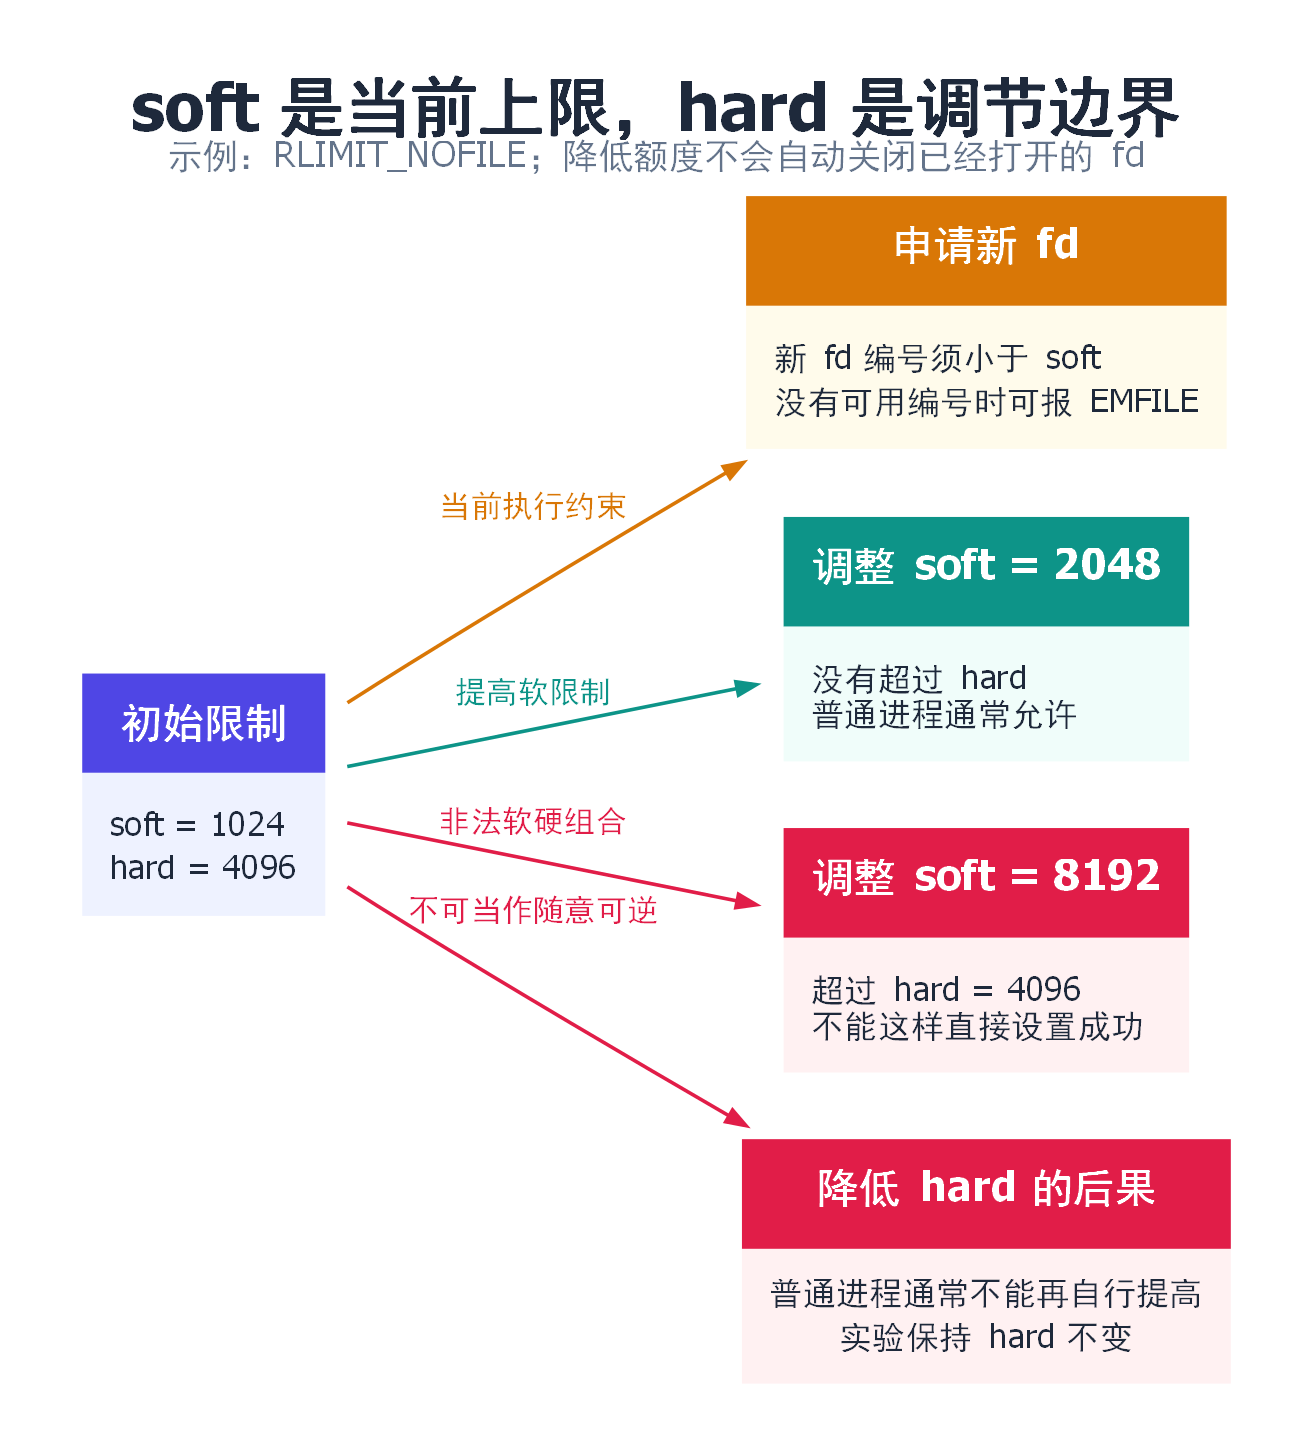 soft 是当前上限，hard 是调节边界
示例：RLIMIT_NOFILE；降低额度不会自动关闭已经打开的 fd
申请新 fd
新 fd 编号须小于 soft
没有可用编号时可报 EMFILE
当前执行约束
调整 soft = 2048
没有超过 hard
普通进程通常允许
提高软限制
初始限制
soft = 1024
hard = 4096
非法软硬组合
调整 soft = 8192
超过 hard = 4096
不能这样直接设置成功
不可当作随意可逆
降低 hard 的后果
普通进程通常不能再自行提高
实验保持 hard 不变